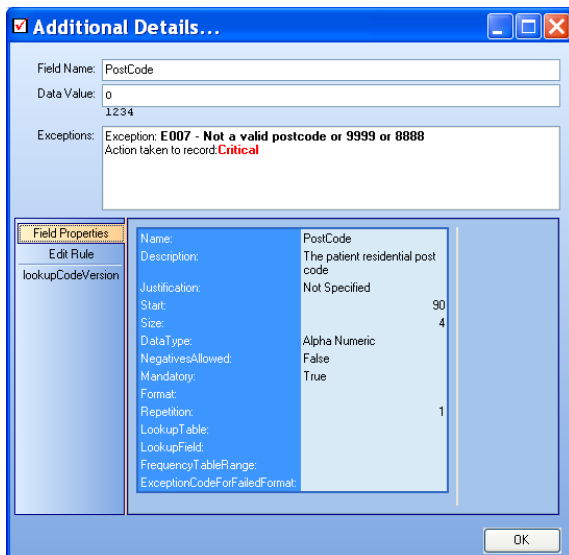 Additional Details...
Field Name: PostCode
Data Value: 0
1234
Exceptions: Exception: E007 - Not a valid postcode or 9999 or 8888
Action taken to record:Critical
Field Properties
Edit Rule
lookupCodeVersion
Name: PostCode
Description: The patient residential post
code
Justification: Not Specified
Start: 90
Size: 4
DataType: Alpha Numeric
NegativesAllowed: False
Mandatory: True
Format:
Repetition: 1
LookupTable:
LookupField:
FrequencyTableRange:
ExceptionCodeForFailedFormat:
OK